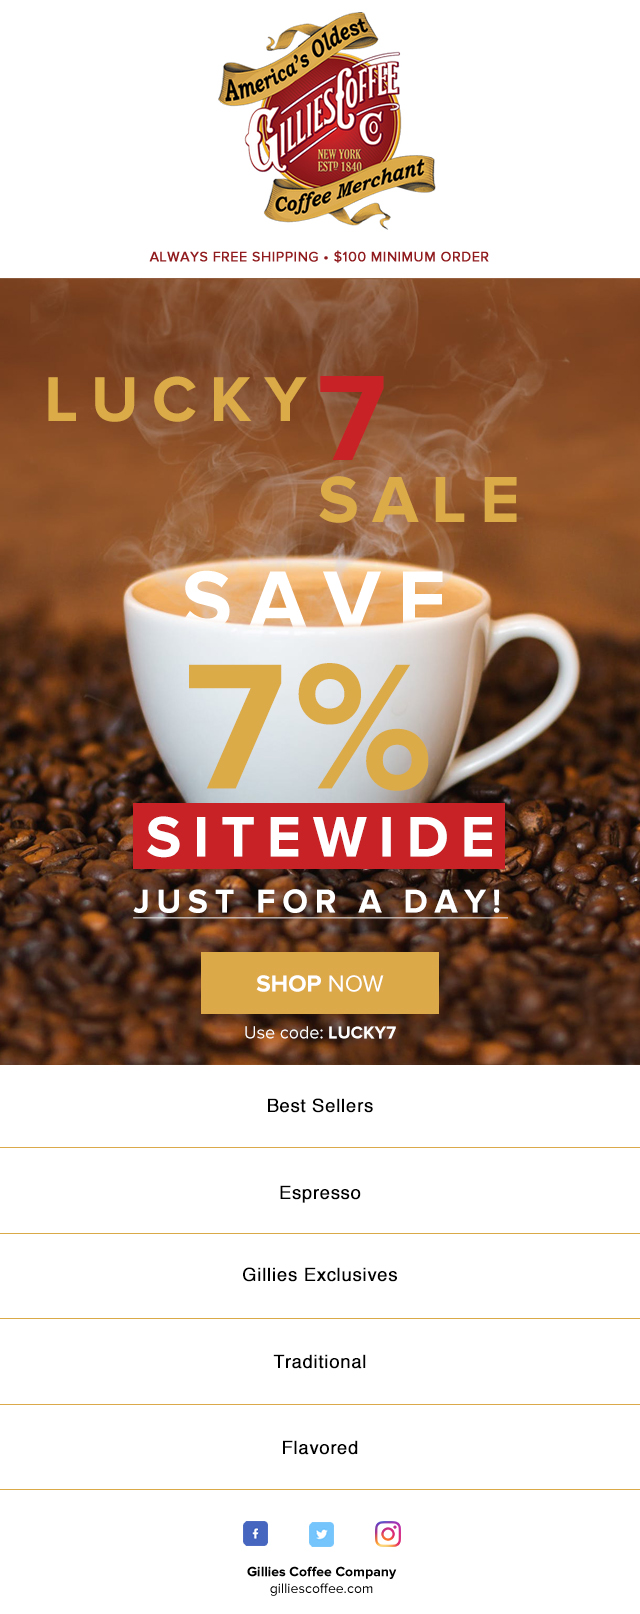 America's Oldest
GILLIES COFFEE
CO
NEW YORK
ESTD 1840
Coffee Merchant
ALWAYS FREE SHIPPING • $100 MINIMUM ORDER
LUCKY 7
SALE
SAVE
7%
SITEWIDE
JUST FOR A DAY!
SHOP NOW
Use code: LUCKY7
Best Sellers
Espresso
Gillies Exclusives
Traditional
Flavored
Gillies Coffee Company
gilliescoffee.com